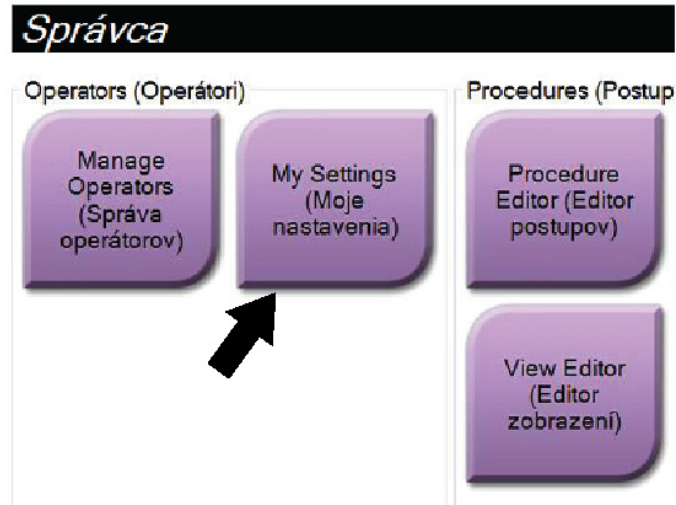 Správca
Operators (Operátori)
Manage
Operators
(Správa
operátorov)
My Settings
(Moje
nastavenia)
Procedures (Postup
Procedure
Editor (Editor
postupov)
View Editor
(Editor
zobrazení)